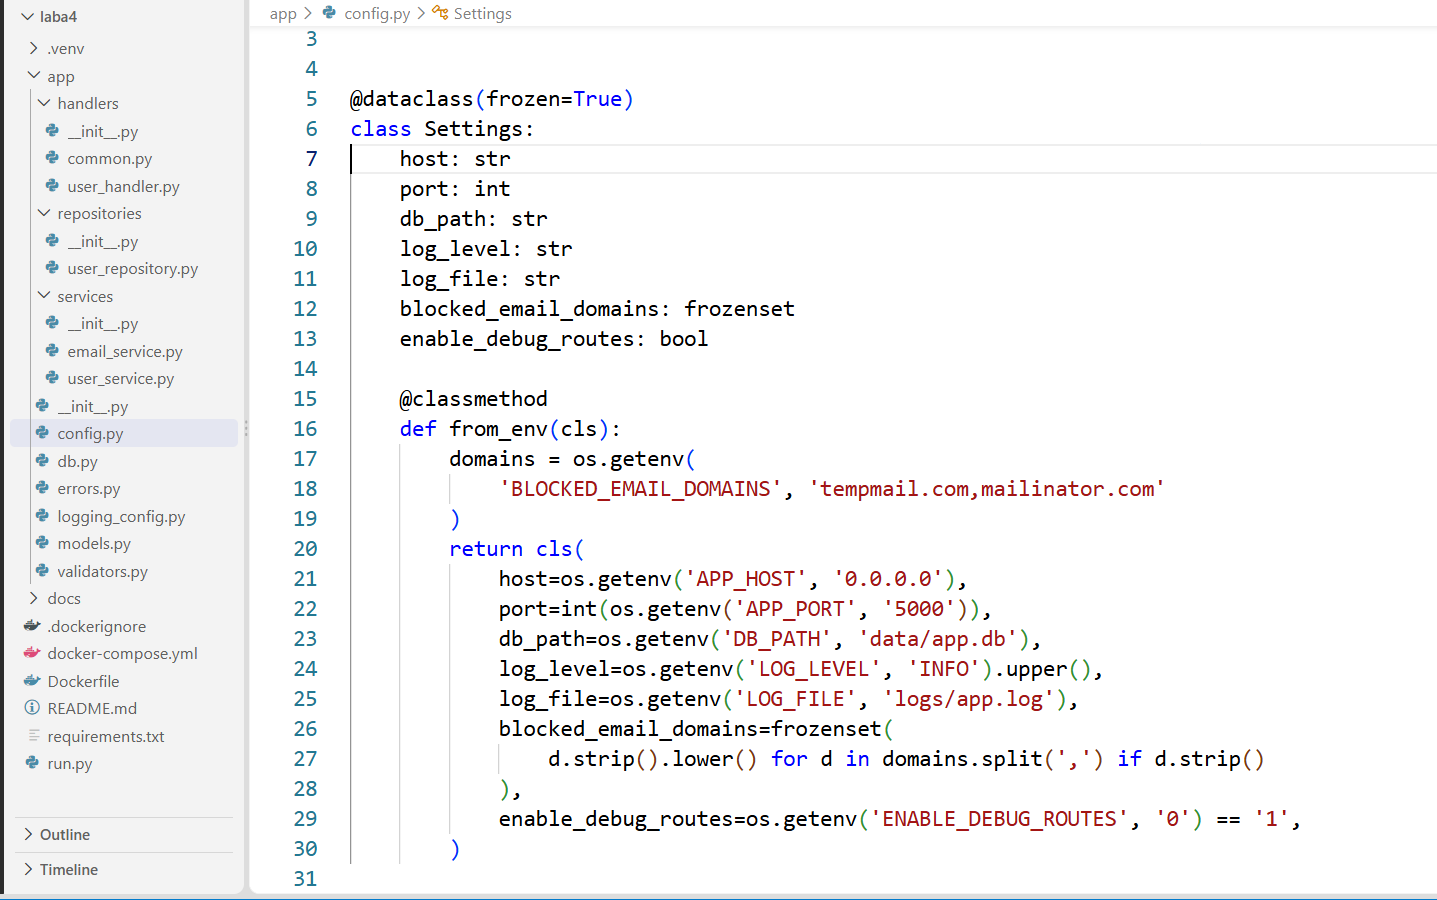 laba4
.venv
app
handlers
__init__.py
common.py
user_handler.py
repositories
__init__.py
user_repository.py
services
__init__.py
email_service.py
user_service.py
__init__.py
config.py
db.py
errors.py
logging_config.py
models.py
validators.py
docs
.dockerignore
docker-compose.yml
Dockerfile
README.md
requirements.txt
run.py
Outline
Timeline
app > config.py > Settings
3
4
5 @dataclass(frozen=True)
6 class Settings:
7     host: str
8     port: int
9     db_path: str
10     log_level: str
11     log_file: str
12     blocked_email_domains: frozenset
13     enable_debug_routes: bool
14
15     @classmethod
16     def from_env(cls):
17         domains = os.getenv(
18             'BLOCKED_EMAIL_DOMAINS', 'tempmail.com,mailinator.com'
19         )
20         return cls(
21             host=os.getenv('APP_HOST', '0.0.0.0'),
22             port=int(os.getenv('APP_PORT', '5000')),
23             db_path=os.getenv('DB_PATH', 'data/app.db'),
24             log_level=os.getenv('LOG_LEVEL', 'INFO').upper(),
25             log_file=os.getenv('LOG_FILE', 'logs/app.log'),
26             blocked_email_domains=frozenset(
27                 d.strip().lower() for d in domains.split(',') if d.strip()
28             ),
29             enable_debug_routes=os.getenv('ENABLE_DEBUG_ROUTES', '0') == '1',
30         )
31